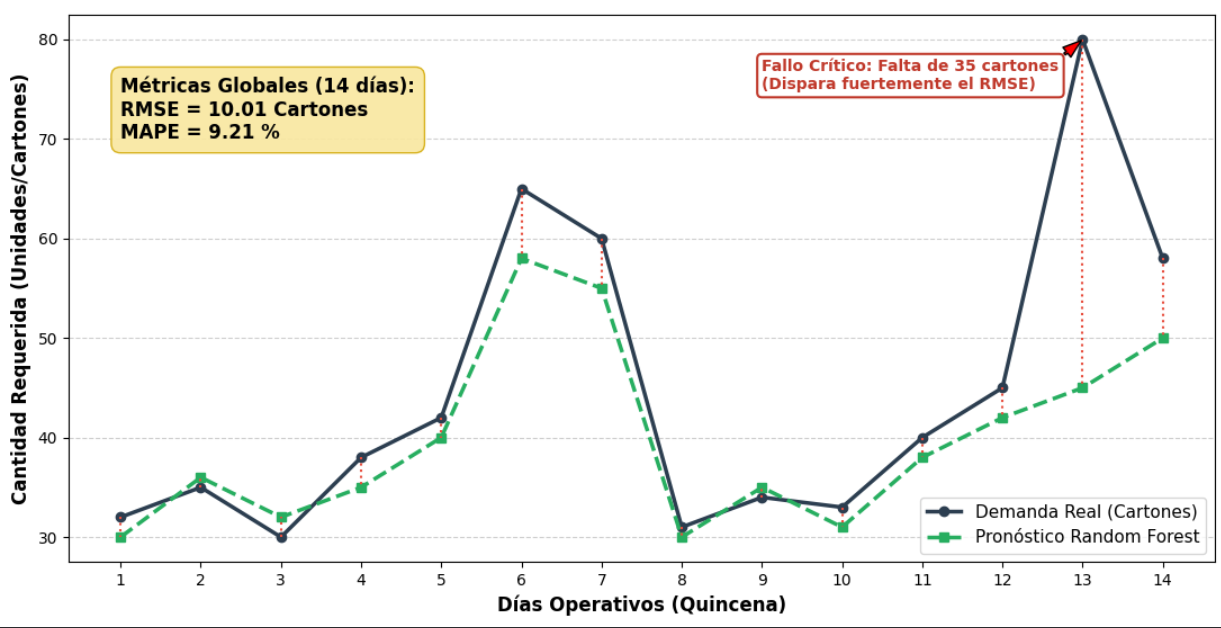 Métricas Globales (14 días):
RMSE = 10.01 Cartones
MAPE = 9.21 %
Fallo Crítico: Falta de 35 cartones
(Dispara fuertemente el RMSE)
Cantidad Requerida (Unidades/Cartones)
80
70
60
50
40
30
Demanda Real (Cartones)
Pronóstico Random Forest
1 2 3 4 5 6 7 8 9 10 11 12 13 14
Días Operativos (Quincena)